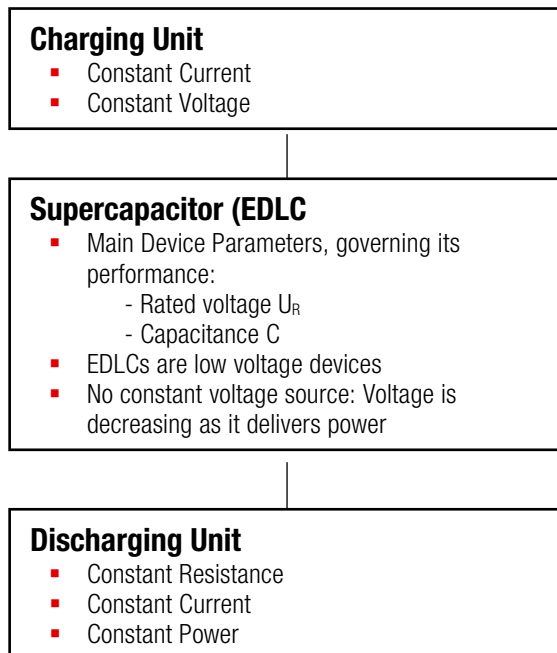 Charging Unit
▪ Constant Current
▪ Constant Voltage
Supercapacitor (EDLC
▪ Main Device Parameters, governing its
performance:
- Rated voltage UR
- Capacitance C
▪ EDLCs are low voltage devices
▪ No constant voltage source: Voltage is
decreasing as it delivers power
Discharging Unit
▪ Constant Resistance
▪ Constant Current
▪ Constant Power